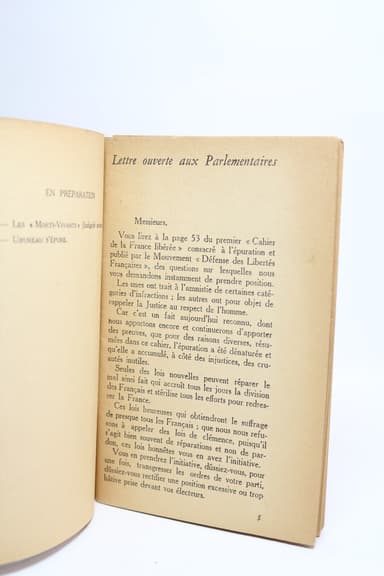 EN PRÉPARATION
— LES « MORTS-VIVANTS »
— L'OISEAU S'ÉPUISE.
Lettre ouverte aux Parlementaires
Messieurs,
Vous lirez à la page 53 du premier « Cahier
de la France libérée » consacré à l'épuration et
publié par le Mouvement « Défense des Libertés
Françaises », des questions sur lesquelles nous
vous demandons instamment de prendre position.
Les unes ont trait à l'amnistie de certaines caté-
gories d'infractions ; les autres ont pour objet de
rappeler la Justice au respect de l'homme.
Car c'est un fait aujourd'hui reconnu, dont
nous apportons encore et continuerons d'apporter
des preuves, que pour des raisons diverses, résu-
mées dans ce cahier, l'épuration a été dénaturée et
qu'elle a accumulé, à côté des injustices, des cru-
autés inutiles.
Seules des lois nouvelles peuvent réparer le
mal ainsi fait qui accroît tous les jours la division
des Français et stérilise tous les efforts pour redres-
ser la France.
Ces lois heureuses qui obtiendront le suffrage
de presque tous les Français ; que nous nous refu-
sons à appeler des lois de clémence, puisqu'il
s'agit bien souvent de réparations et non de par-
don, ces lois honnêtes vous en avez l'initiative.
Vous en prendrez l'initiative, dussiez-vous, pour
une fois, transgresser les ordres de votre parti,
dussiez-vous rectifier une position excessive ou trop
hâtive prise devant vos électeurs.
5